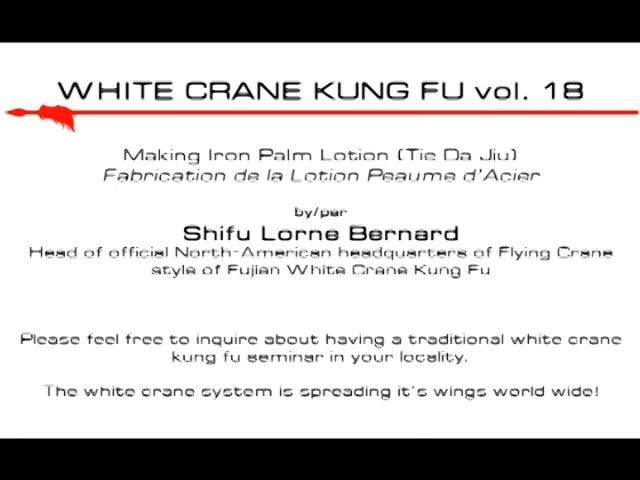 WHITE CRANE KUNG FU vol. 18
Making Iron Palm Lotion (Tie Da Jiu)
Fabrication de la Lotion Peaume d'Acier
by/par
Shifu Lorne Bernard
Head of official North-American headquarters of Flying Crane
style of Fujian White Crane Kung Fu
Please feel free to inquire about having a traditional white crane
kung fu seminar in your locality.
The white crane system is spreading it's wings world wide!